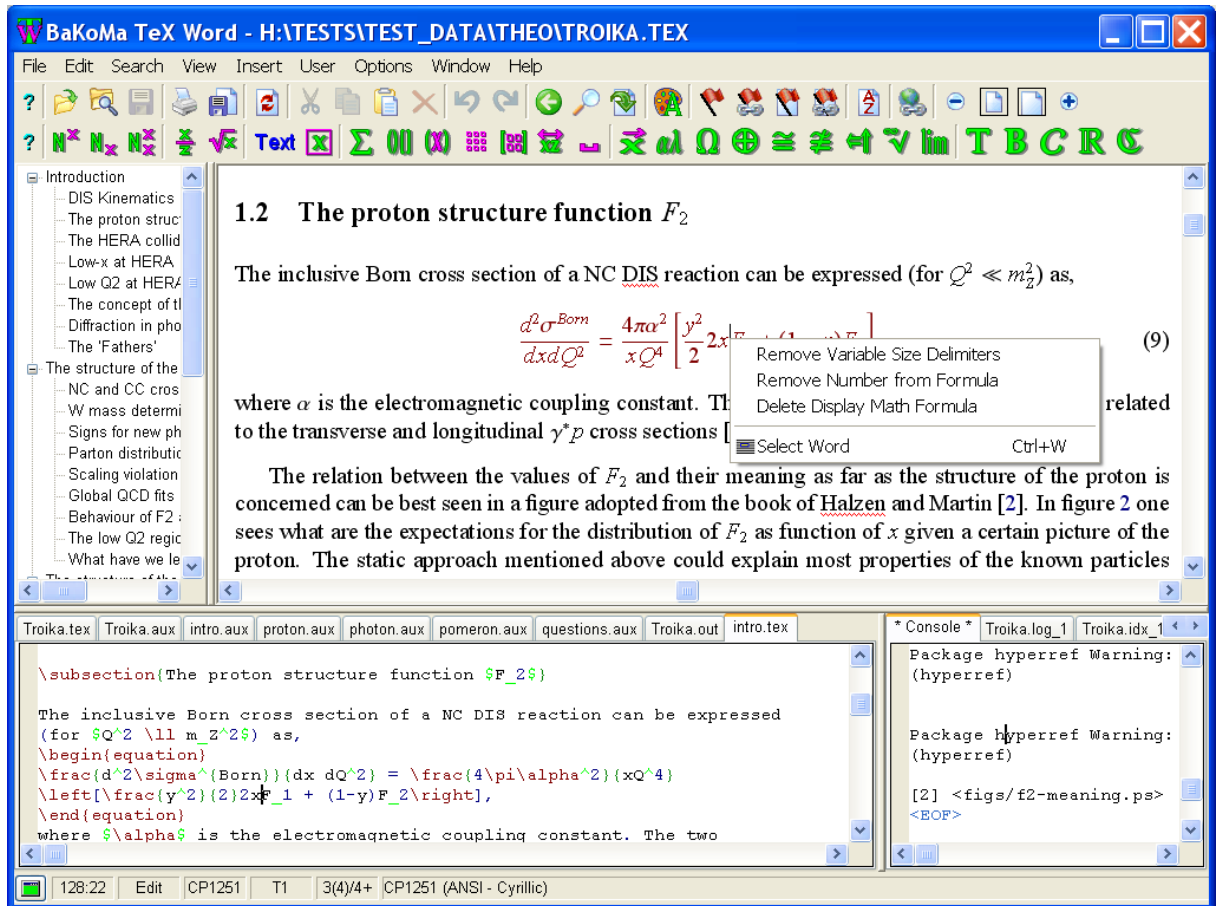 BaKoMa TeX Word - H:\TESTS\TEST_DATA\THEO\TROIKA.TEX
File Edit Search View Insert User Options Window Help
Text
lim T B C R C
Introduction
DIS Kinematics
The proton struc
The HERA collid
Low-x at HERA
Low Q2 at HERA
The concept of tl
Diffraction in pho
The 'Fathers'
The structure of the
NC and CC cros
W mass determi
Signs for new ph
Parton distributic
Scaling violation
Global QCD fits
Behaviour of F2
The low Q2 regic
What have we le
1.2 The proton structure function F₂
The inclusive Born cross section of a NC DIS reaction can be expressed (for Q² ≪ m_Z²) as,
d²σ^Born / dxdQ² = 4πα² / xQ⁴ [ y² / 2 2x
(9)
where α is the electromagnetic coupling constant. Th related
to the transverse and longitudinal γ*p cross sections [
The relation between the values of F₂ and their meaning as far as the structure of the proton is
concerned can be best seen in a figure adopted from the book of Halzen and Martin [2]. In figure 2 one
sees what are the expectations for the distribution of F₂ as function of x given a certain picture of the
proton. The static approach mentioned above could explain most properties of the known particles
Remove Variable Size Delimiters
Remove Number from Formula
Delete Display Math Formula
Select Word Ctrl+W
Troika.tex Troika.aux intro.aux proton.aux photon.aux pomeron.aux questions.aux Troika.out intro.tex
\subsection{The proton structure function $F_2$}
The inclusive Born cross section of a NC DIS reaction can be expressed
(for $Q^2 \ll m_Z^2$) as,
\begin{equation}
\frac{d^2\sigma^{Born}}{dx dQ^2} = \frac{4\pi\alpha^2}{xQ^4}
\left[\frac{y^2}{2}2xF_1 + (1-y)F_2\right],
\end{equation}
where $\alpha$ is the electromagnetic coupling constant. The two
* Console * Troika.log_1 Troika.idx_1
Package hyperref Warning:
(hyperref)
Package hyperref Warning:
(hyperref)
[2] <figs/f2-meaning.ps>
<EOF>
128:22 Edit CP1251 T1 3(4)/4+ CP1251 (ANSI - Cyrillic)